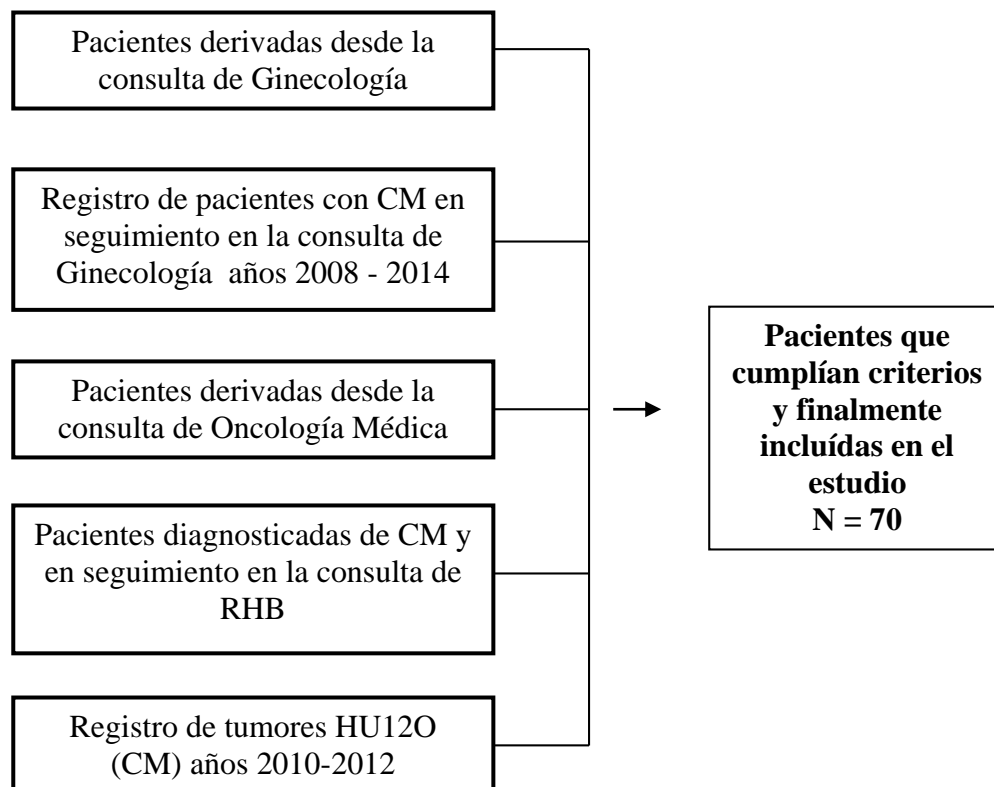 Pacientes derivadas desde la
consulta de Ginecología
Registro de pacientes con CM en
seguimiento en la consulta de
Ginecología  años 2008 - 2014
Pacientes derivadas desde la
consulta de Oncología Médica
Pacientes diagnosticadas de CM y
en seguimiento en la consulta de
RHB
Registro de tumores HU12O
(CM) años 2010-2012
Pacientes que
cumplían criterios
y finalmente
incluídas en el
estudio
N = 70